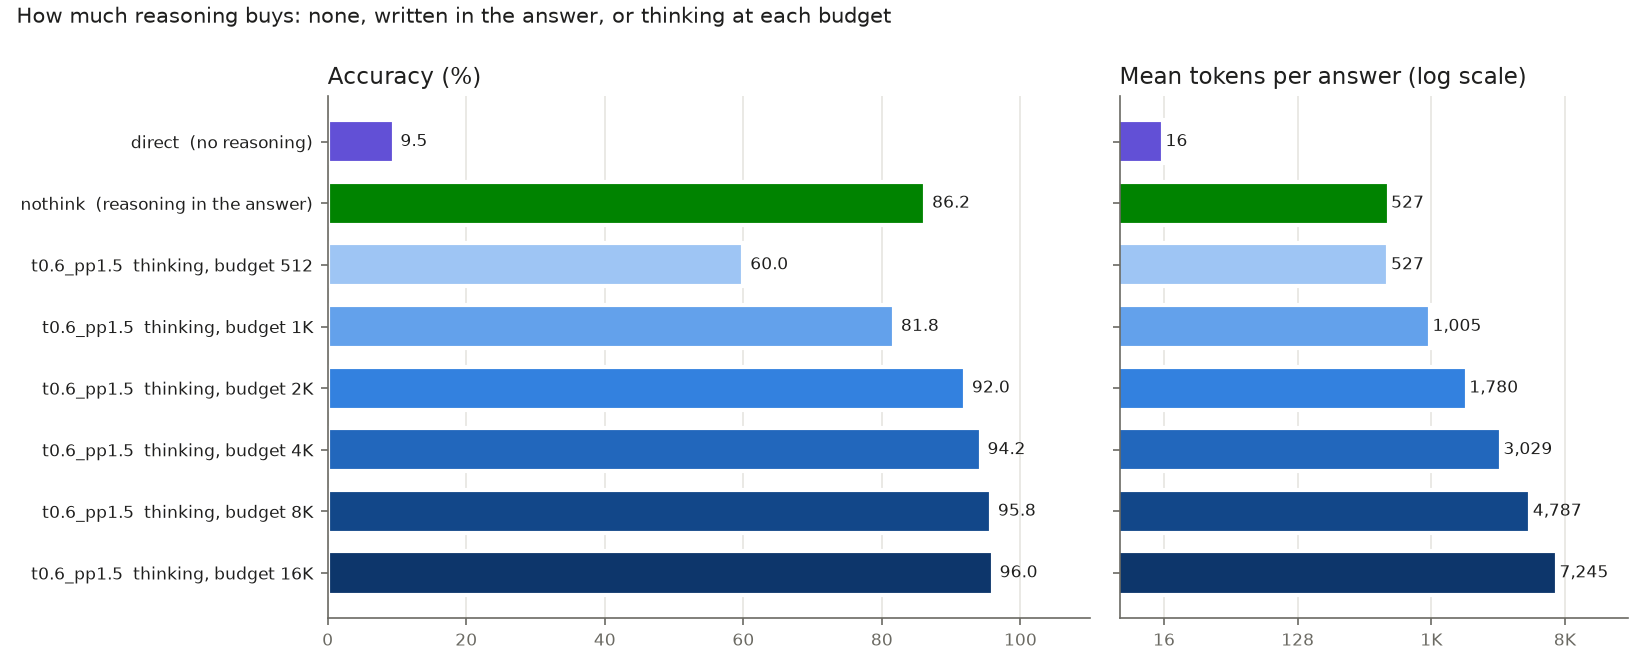 How much reasoning buys: none, written in the answer, or thinking at each budget
Accuracy (%)
Mean tokens per answer (log scale)
direct  (no reasoning)
9.5
16
nothink  (reasoning in the answer)
86.2
527
t0.6_pp1.5  thinking, budget 512
60.0
527
t0.6_pp1.5  thinking, budget 1K
81.8
1,005
t0.6_pp1.5  thinking, budget 2K
92.0
1,780
t0.6_pp1.5  thinking, budget 4K
94.2
3,029
t0.6_pp1.5  thinking, budget 8K
95.8
4,787
t0.6_pp1.5  thinking, budget 16K
96.0
7,245
0 20 40 60 80 100
16 128 1K 8K